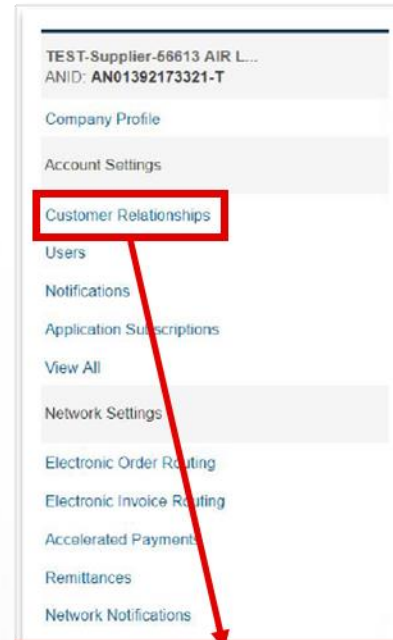 TEST-Supplier-56613 AIR L...
ANID: AN01392173321-T
Company Profile
Account Settings
Customer Relationships
Users
Notifications
Application Subscriptions
View All
Network Settings
Electronic Order Routing
Electronic Invoice Routing
Accelerated Payments
Remittances
Network Notifications